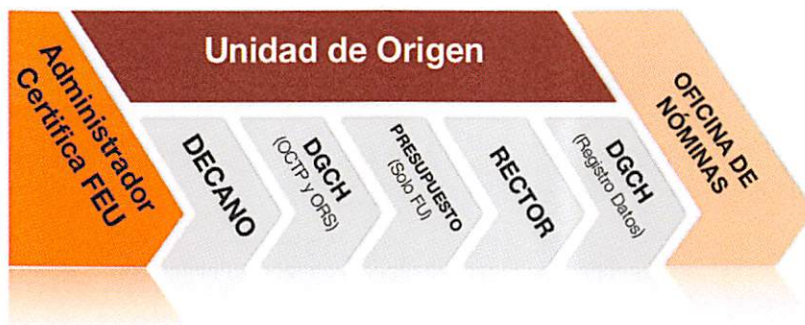 Unidad de Origen
Administrador
Certifica FEU
DECANO
DGCH
(OCTP y ORS)
PRESUPUESTO
(Solo FU)
RECTOR
DGCH
(Registro Datos)
OFICINA DE
NÓMINAS